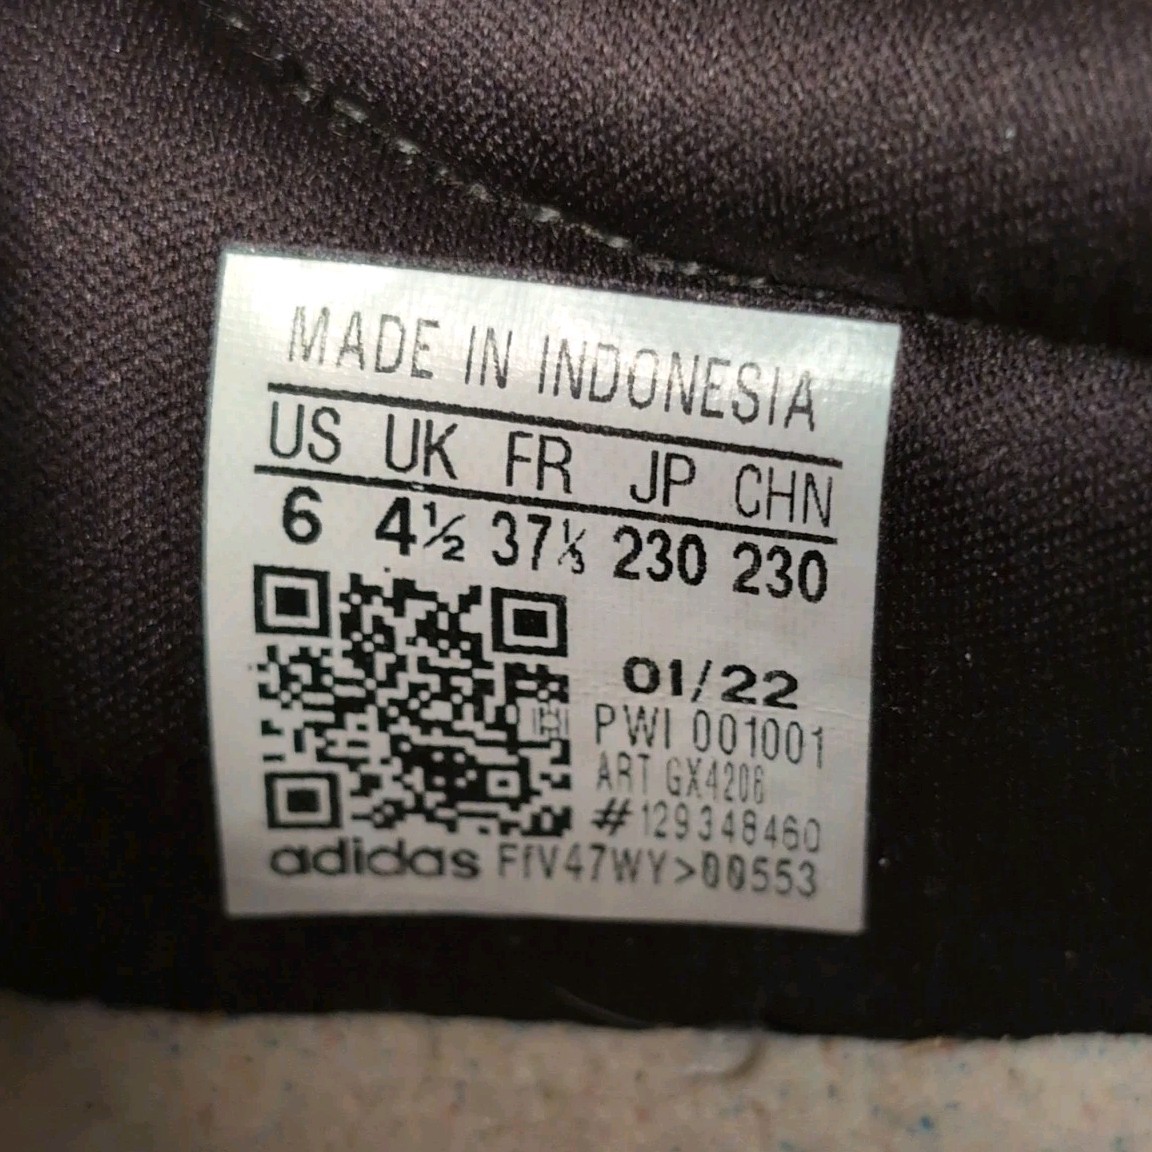 MADE IN INDONESIA
US UK FR JP CHN
6 4½ 37⅓ 230 230
01/22
PWI 001001
ART GX4206
#129348460
adidas FfV47WY>00553